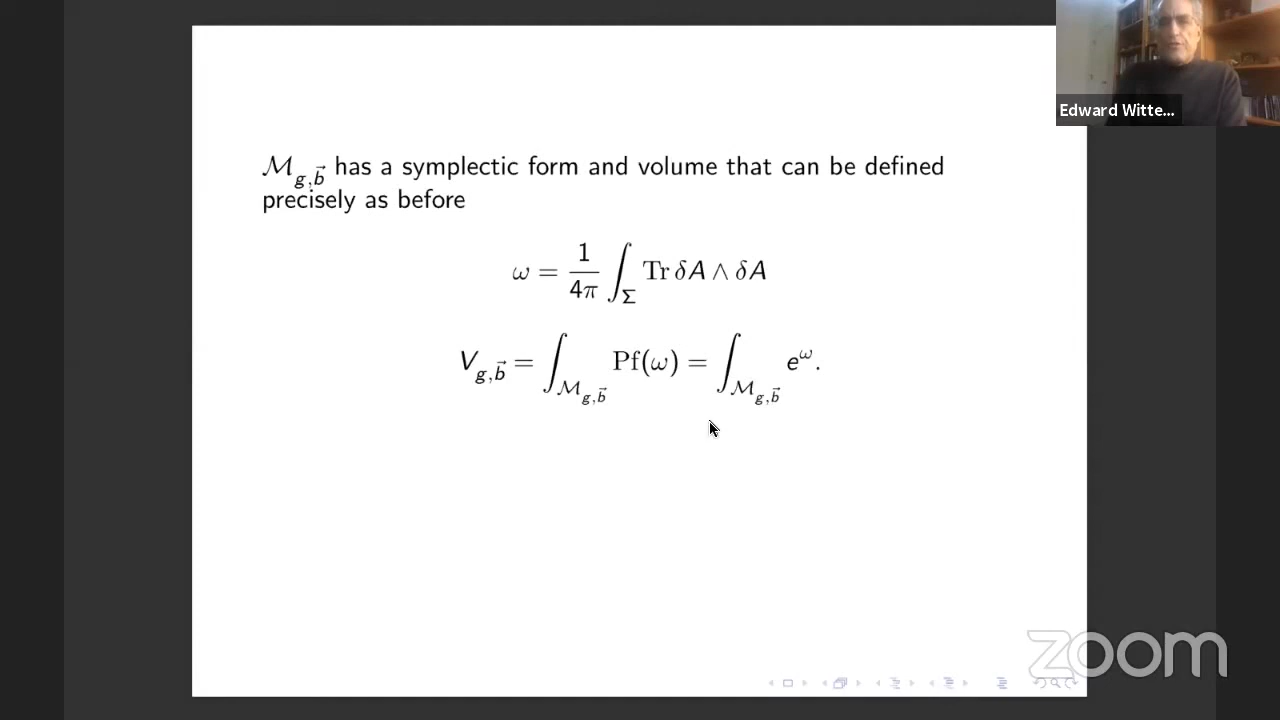 Edward Witte...
$\mathcal{M}_{g,\vec{b}}$ has a symplectic form and volume that can be defined
precisely as before
$\omega = \frac{1}{4\pi} \int_{\Sigma} \mathrm{Tr}\, \delta A \wedge \delta A$
$V_{g,\vec{b}} = \int_{\mathcal{M}_{g,\vec{b}}} \mathrm{Pf}(\omega) = \int_{\mathcal{M}_{g,\vec{b}}} e^{\omega}.$
zoom